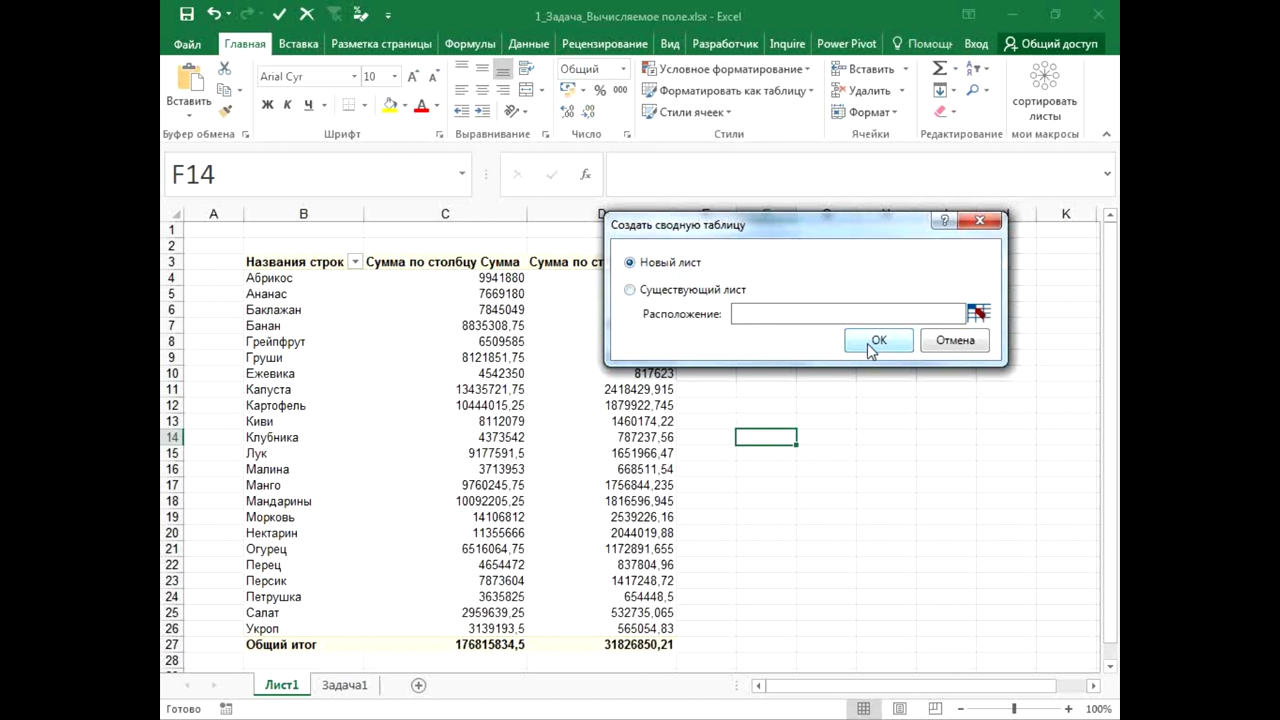 1_Задача_Вычисляемое поле.xlsx - Excel
Файл Главная Вставка Разметка страницы Формулы Данные Рецензирование Вид Разработчик Inquire Power Pivot Помощь Вход Общий доступ
Вставить
Буфер обмена
Arial Cyr 10
Ж К Ч
Шрифт
Выравнивание
Общий
% 000
Число
Условное форматирование
Форматировать как таблицу
Стили ячеек
Стили
Вставить
Удалить
Формат
Ячейки
Редактирование
сортировать листы
мои макросы
F14
fx
A B C D K
1
2
3 Названия строк Сумма по столбцу Сумма Сумма по ст
4 Абрикос 9941880
5 Ананас 7669180
6 Баклажан 7845049
7 Банан 8835308,75
8 Грейпфрут 6509585
9 Груши 8121851,75
10 Ежевика 4542350 817623
11 Капуста 13435721,75 2418429,915
12 Картофель 10444015,25 1879922,745
13 Киви 8112079 1460174,22
14 Клубника 4373542 787237,56
15 Лук 9177591,5 1651966,47
16 Малина 3713953 668511,54
17 Манго 9760245,75 1756844,235
18 Мандарины 10092205,25 1816596,945
19 Морковь 14106812 2539226,16
20 Нектарин 11355666 2044019,88
21 Огурец 6516064,75 1172891,655
22 Перец 4654472 837804,96
23 Персик 7873604 1417248,72
24 Петрушка 3635825 654448,5
25 Салат 2959639,25 532735,065
26 Укроп 3139193,5 565054,83
27 Общий итог 176815834,5 31826850,21
28
Создать сводную таблицу
Новый лист
Существующий лист
Расположение:
ОК Отмена
Лист1 Задача1
Готово 100%